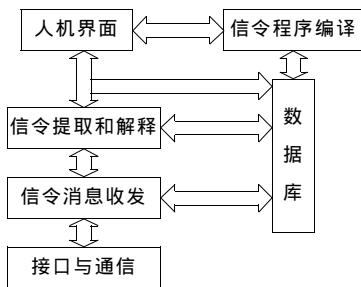 人机界面
信令程序编译
信令提取和解释
数据库
信令消息收发
接口与通信